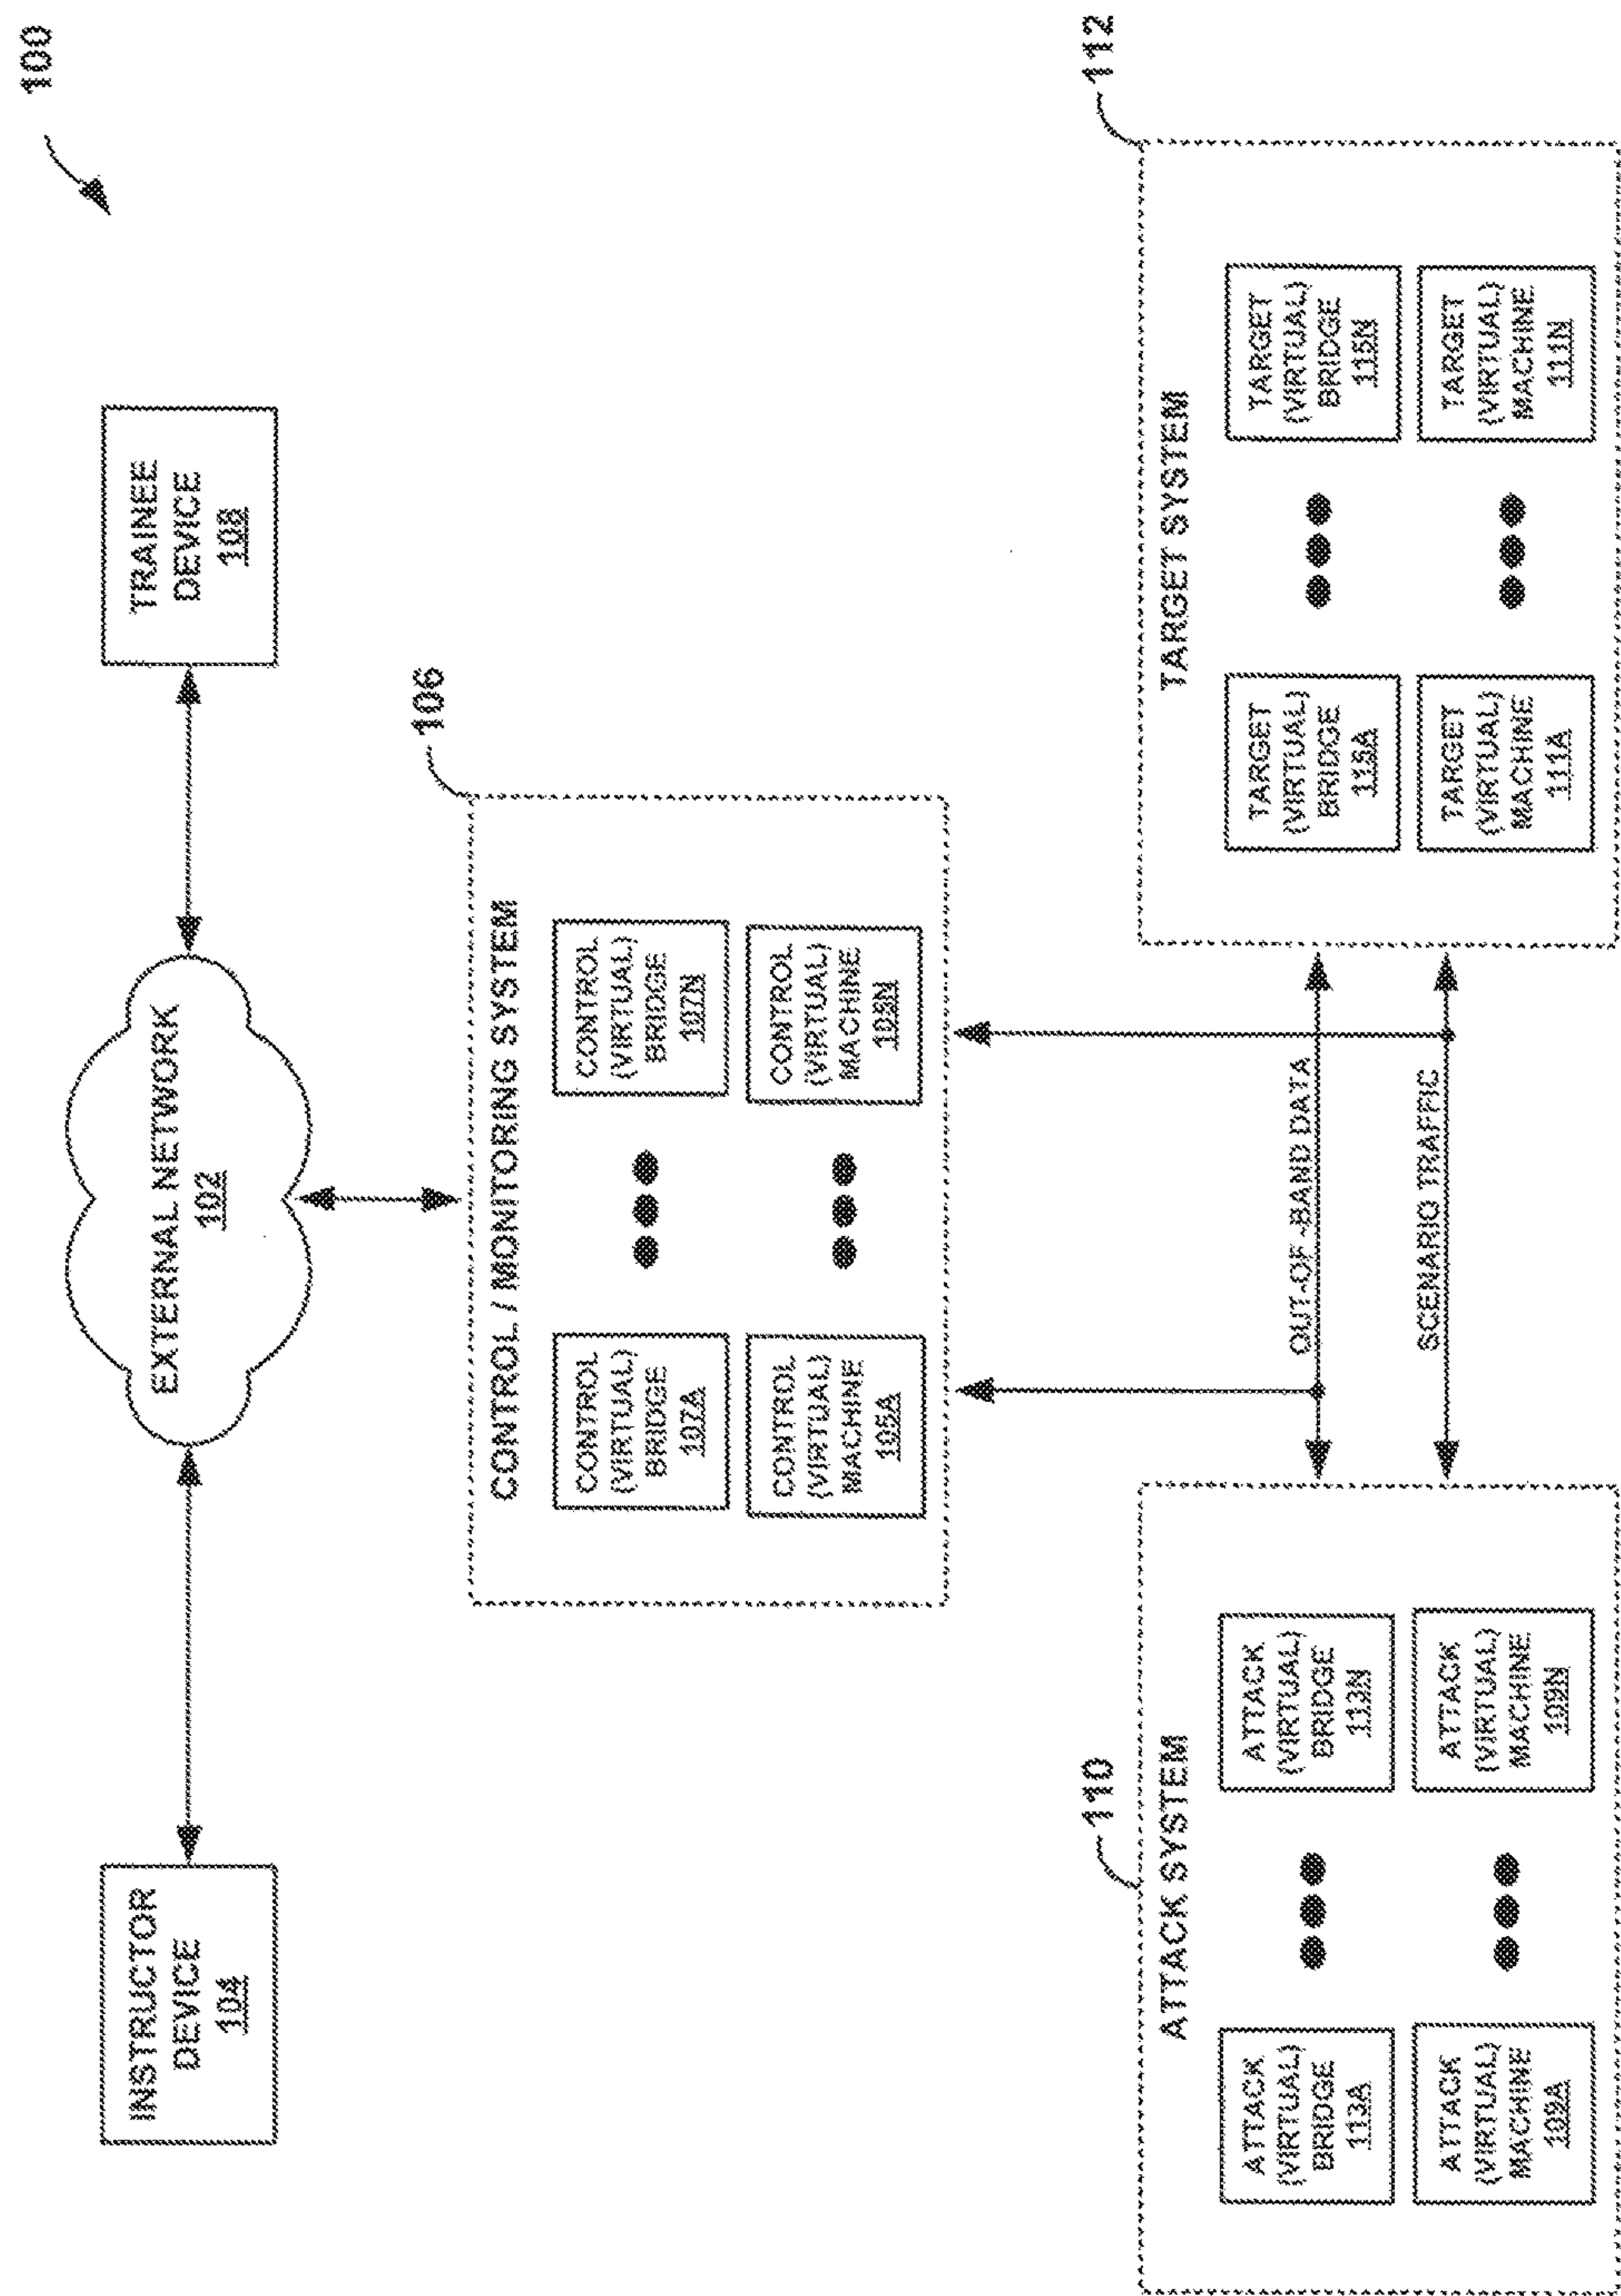 100
INSTRUCTOR
DEVICE
104
EXTERNAL NETWORK
102
TRAINEE
DEVICE
108
106
CONTROL / MONITORING SYSTEM
CONTROL
(VIRTUAL)
BRIDGE
107A
CONTROL
(VIRTUAL)
BRIDGE
107N
CONTROL
(VIRTUAL)
MACHINE
105A
CONTROL
(VIRTUAL)
MACHINE
105N
110
ATTACK SYSTEM
ATTACK
(VIRTUAL)
BRIDGE
113A
ATTACK
(VIRTUAL)
BRIDGE
113N
ATTACK
(VIRTUAL)
MACHINE
109A
ATTACK
(VIRTUAL)
MACHINE
109N
OUT-OF-BAND DATA
SCENARIO TRAFFIC
112
TARGET SYSTEM
TARGET
(VIRTUAL)
BRIDGE
115A
TARGET
(VIRTUAL)
BRIDGE
115N
TARGET
(VIRTUAL)
MACHINE
111A
TARGET
(VIRTUAL)
MACHINE
111N